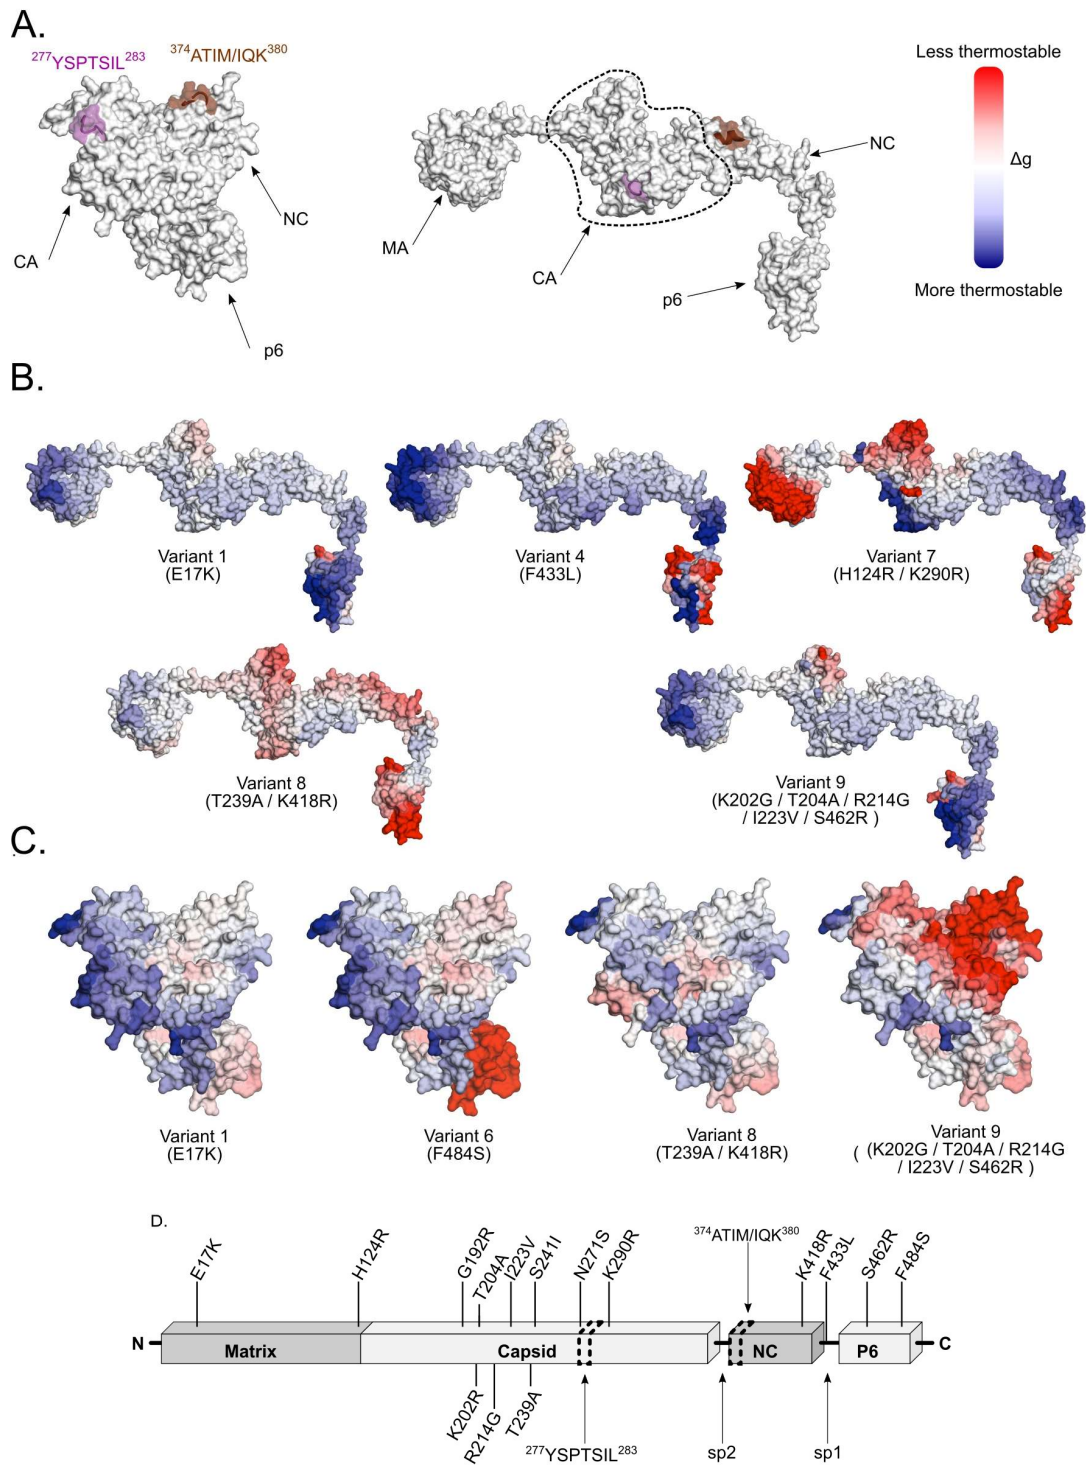 A.
²⁷⁷YSPTSIL²⁸³
³⁷⁴ATIM/IQK³⁸⁰
CA
NC
p6
MA
CA
p6
NC
Less thermostable
Δg
More thermostable
B.
Variant 1
(E17K)
Variant 4
(F433L)
Variant 7
(H124R / K290R)
Variant 8
(T239A / K418R)
Variant 9
(K202G / T204A / R214G
/ I223V / S462R )
C.
Variant 1
(E17K)
Variant 6
(F484S)
Variant 8
(T239A / K418R)
Variant 9
( (K202G / T204A / R214G
/ I223V / S462R )
D.
E17K
H124R
G192R
T204A
I223V
S241I
N271S
K290R
³⁷⁴ATIM/IQK³⁸⁰
K418R
F433L
S462R
F484S
N
Matrix
Capsid
NC
P6
C
K202R
R214G
T239A
²⁷⁷YSPTSIL²⁸³
sp2
sp1